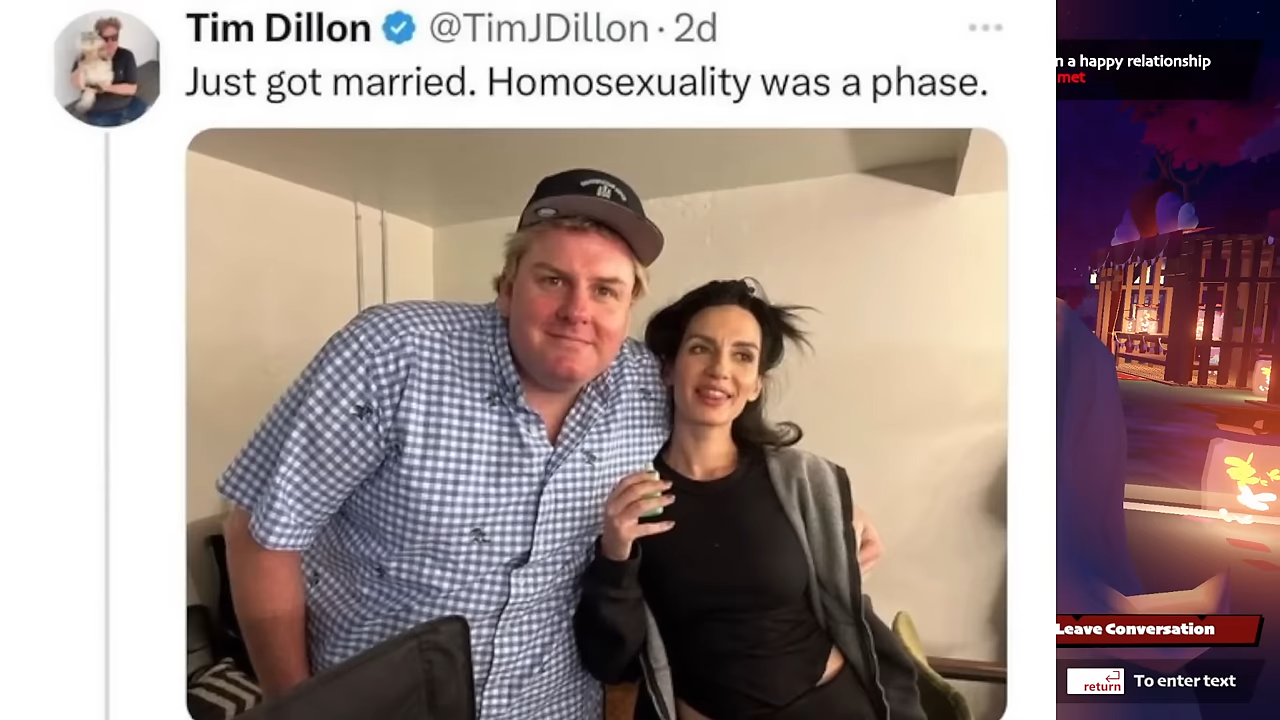 Tim Dillon @TimJDillon · 2d
Just got married. Homosexuality was a phase.
n a happy relationship
met
Leave Conversation
return To enter text